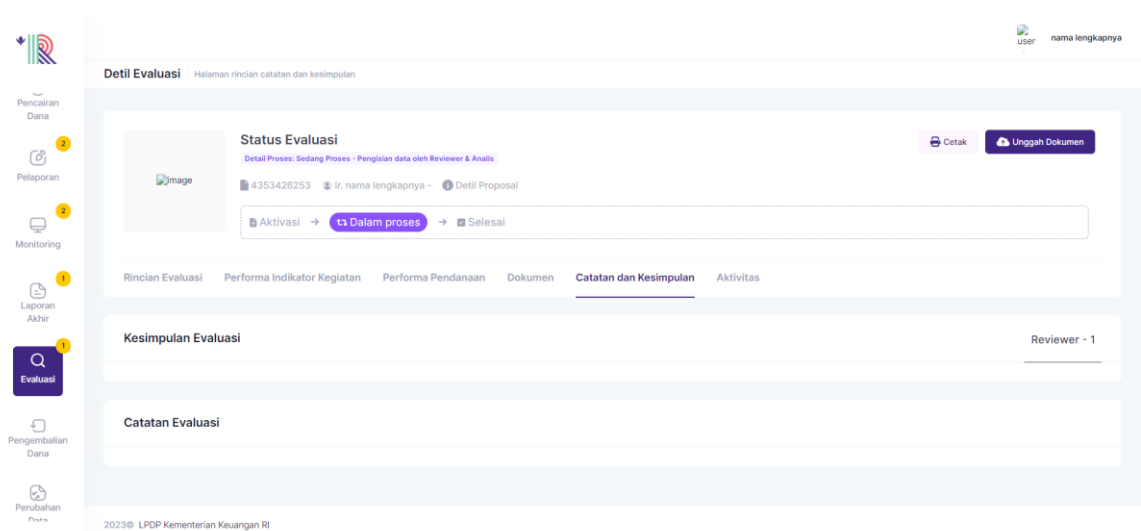 user
nama lengkapnya
Detil Evaluasi
Halaman rincian catatan dan kesimpulan
Pencairan
Dana
2
Pelaporan
2
Monitoring
1
Laporan
Akhir
1
Evaluasi
Pengembalian
Dana
Perubahan
Data
image
Status Evaluasi
Detail Proses: Sedang Proses - Pengisian data oleh Reviewer & Analis
4353426253 Ir. nama lengkapnya - Detil Proposal
Cetak
Unggah Dokumen
Aktivasi → Dalam proses → Selesai
Rincian Evaluasi Performa Indikator Kegiatan Performa Pendanaan Dokumen Catatan dan Kesimpulan Aktivitas
Kesimpulan Evaluasi
Reviewer - 1
Catatan Evaluasi
2023© LPDP Kementerian Keuangan RI